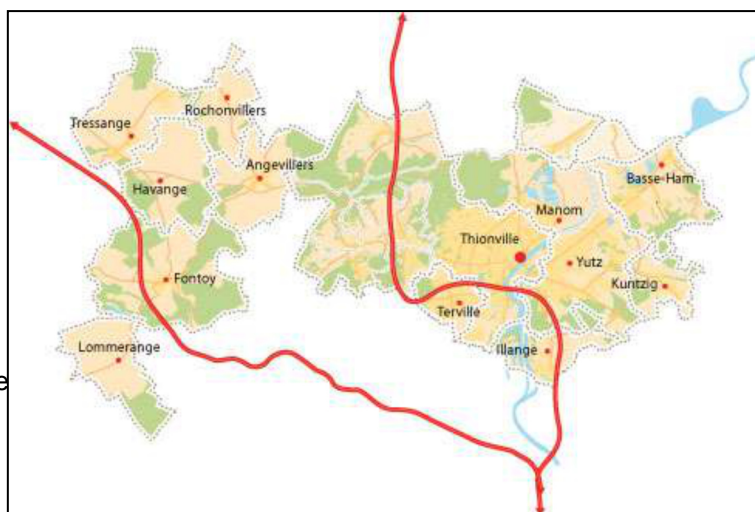 Rochonvillers
Tressange
Angevillers
Havange
Basse-Ham
Manom
Thionville
Yutz
Fontoy
Kuntzig
Terville
Lommerange
Illange
e